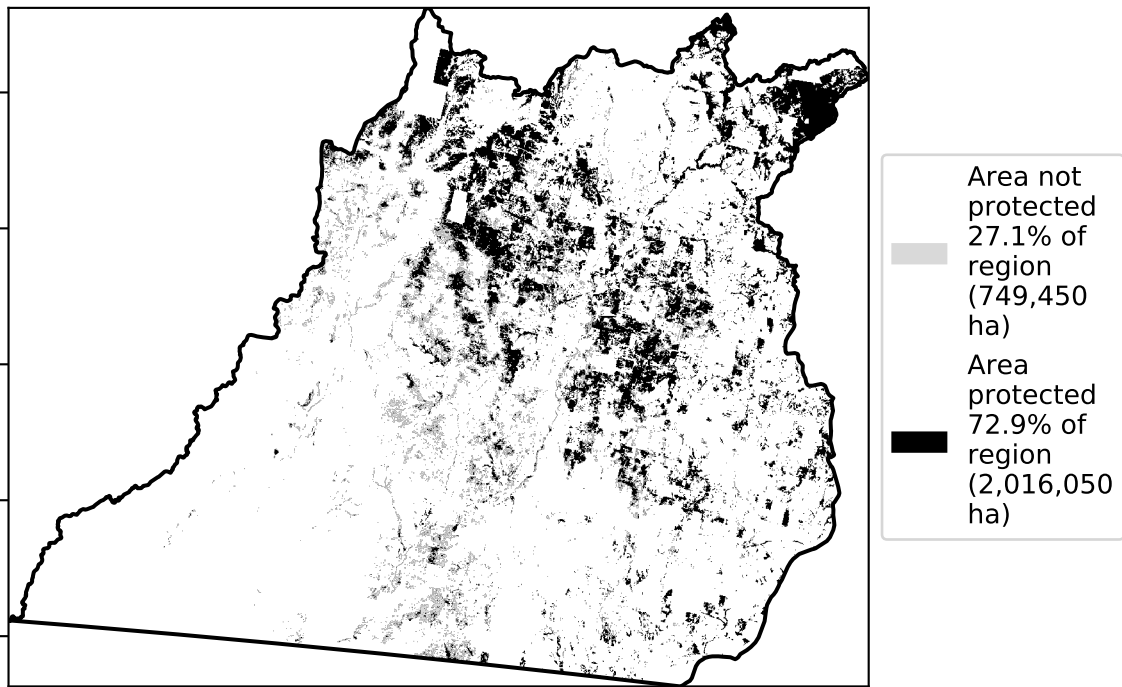 Area not
protected
27.1% of
region
(749,450
ha)
Area
protected
72.9% of
region
(2,016,050
ha)